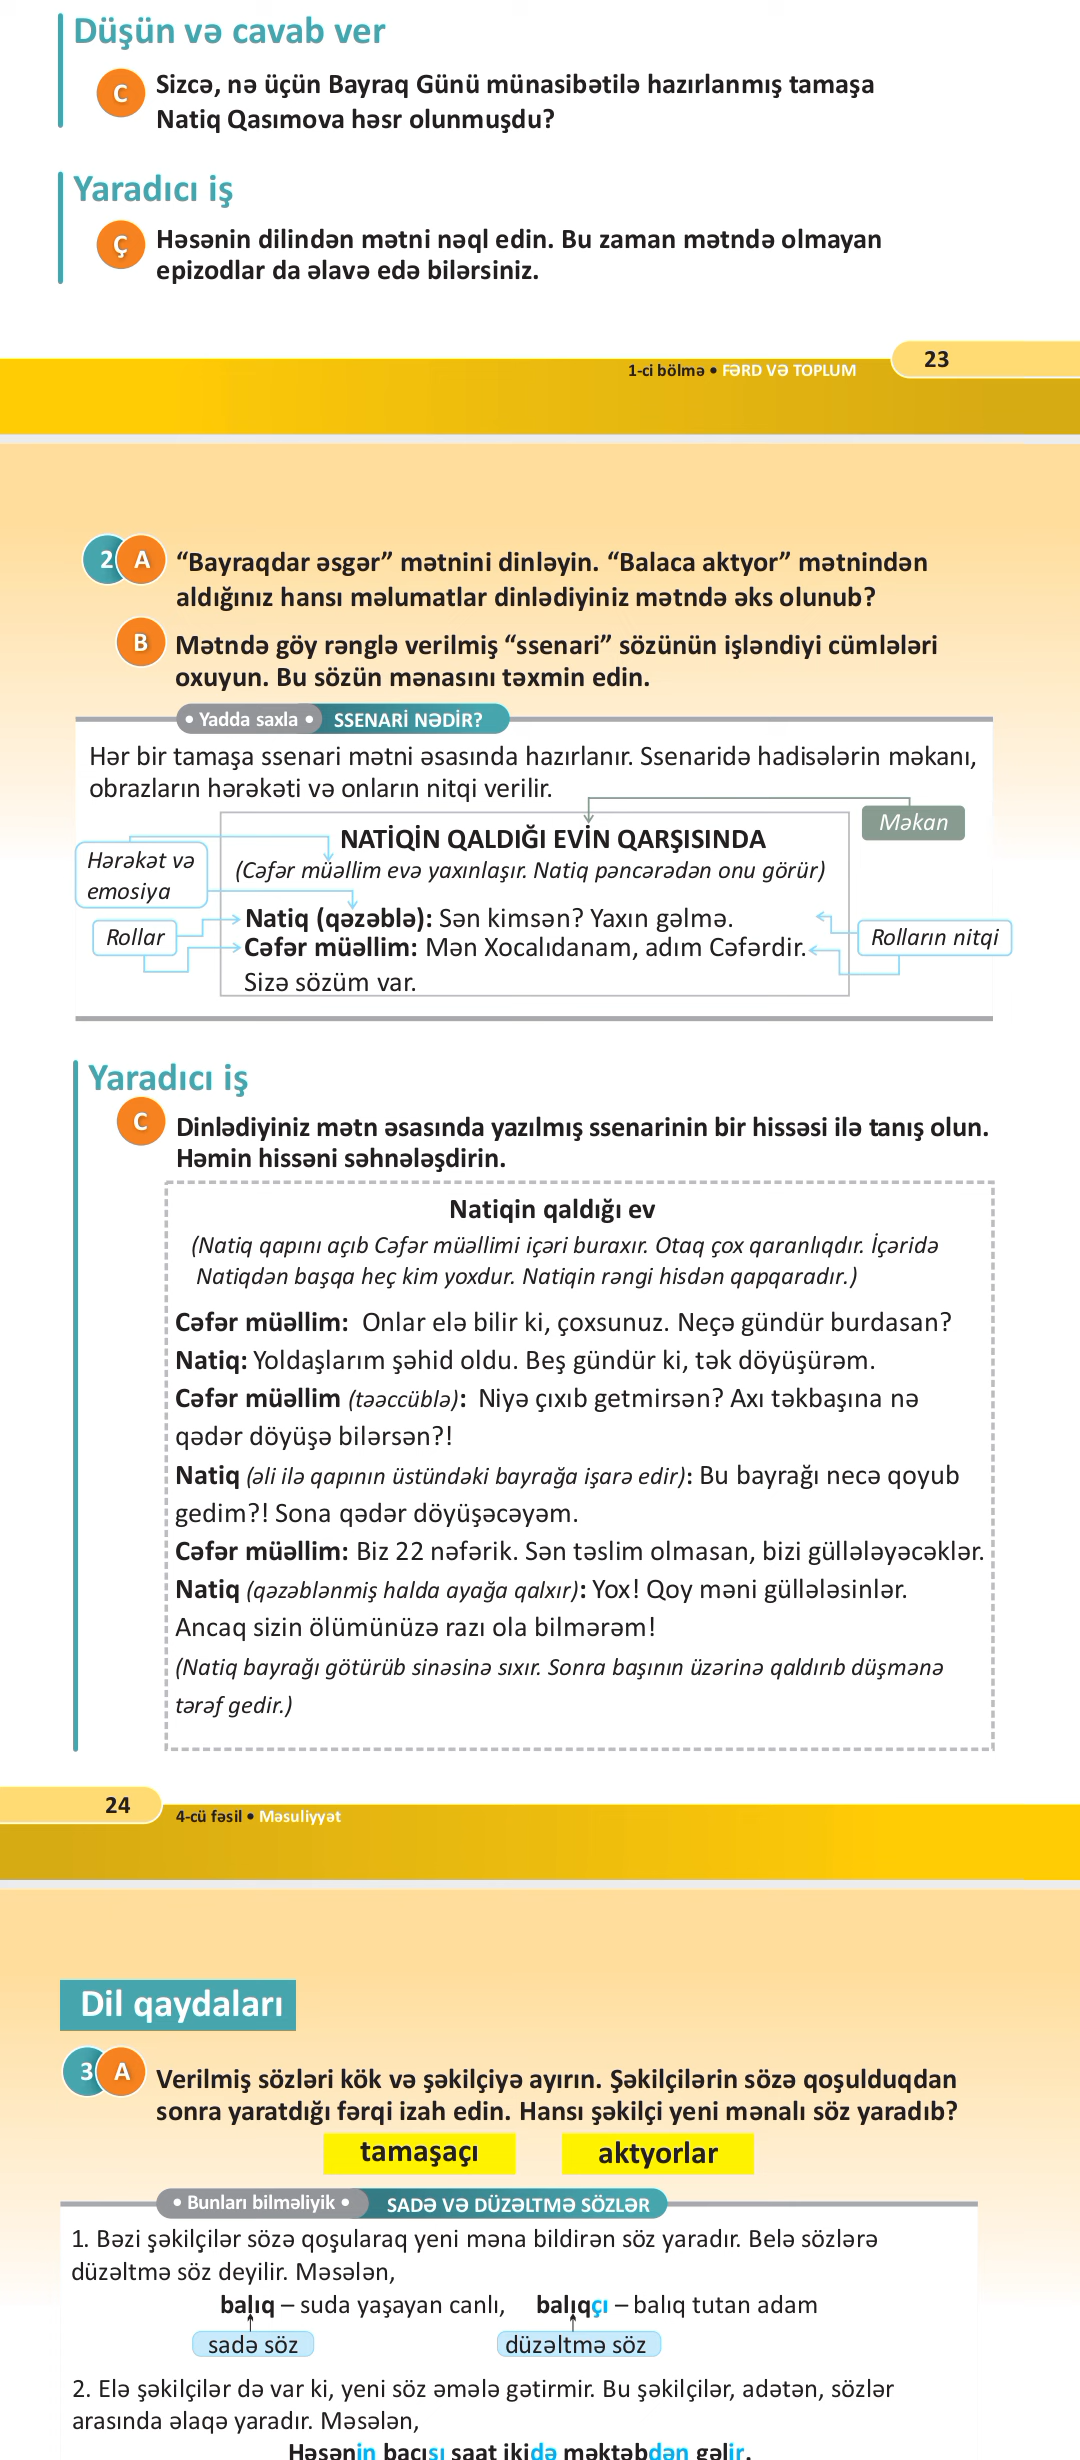 Düşün və cavab ver
C Sizcə, nə üçün Bayraq Günü münasibətilə hazırlanmış tamaşa
Natiq Qasımova həsr olunmuşdu?
Yaradıcı iş
Ç Həsənin dilindən mətni nəql edin. Bu zaman mətndə olmayan
epizodlar da əlavə edə bilərsiniz.
1-ci bölmə • FƏRD VƏ TOPLUM 23
2 A “Bayraqdar əsgər” mətnini dinləyin. “Balaca aktyor” mətnindən
aldığınız hansı məlumatlar dinlədiyiniz mətndə əks olunub?
B Mətndə göy rənglə verilmiş “ssenari” sözünün işləndiyi cümlələri
oxuyun. Bu sözün mənasını təxmin edin.
• Yadda saxla • SSENARİ NƏDİR?
Hər bir tamaşa ssenari mətni əsasında hazırlanır. Ssenaridə hadisələrin məkanı,
obrazların hərəkəti və onların nitqi verilir.
Məkan
NATİQİN QALDIĞI EVİN QARŞISINDA
Hərəkət və
emosiya
(Cəfər müəllim evə yaxınlaşır. Natiq pəncərədən onu görür)
Rollar
Natiq (qəzəblə): Sən kimsən? Yaxın gəlmə.
Rolların nitqi
Cəfər müəllim: Mən Xocalıdanam, adım Cəfərdir.
Sizə sözüm var.
Yaradıcı iş
C Dinlədiyiniz mətn əsasında yazılmış ssenarinin bir hissəsi ilə tanış olun.
Həmin hissəni səhnələşdirin.
Natiqin qaldığı ev
(Natiq qapını açıb Cəfər müəllimi içəri buraxır. Otaq çox qaranlıqdır. İçəridə
Natiqdən başqa heç kim yoxdur. Natiqin rəngi hisdən qapqaradır.)
Cəfər müəllim: Onlar elə bilir ki, çoxsunuz. Neçə gündür burdasan?
Natiq: Yoldaşlarım şəhid oldu. Beş gündür ki, tək döyüşürəm.
Cəfər müəllim (təəccüblə): Niyə çıxıb getmirsən? Axı təkbaşına nə
qədər döyüşə bilərsən?!
Natiq (əli ilə qapının üstündəki bayrağa işarə edir): Bu bayrağı necə qoyub
gedim?! Sona qədər döyüşəcəyəm.
Cəfər müəllim: Biz 22 nəfərik. Sən təslim olmasan, bizi güllələyəcəklər.
Natiq (qəzəblənmiş halda ayağa qalxır): Yox! Qoy məni güllələsinlər.
Ancaq sizin ölümünüzə razı ola bilmərəm!
(Natiq bayrağı götürüb sinəsinə sıxır. Sonra başının üzərinə qaldırıb düşmənə
tərəf gedir.)
24 4-cü fəsil • Məsuliyyət
Dil qaydaları
3 A Verilmiş sözləri kök və şəkilçiyə ayırın. Şəkilçilərin sözə qoşulduqdan
sonra yaratdığı fərqi izah edin. Hansı şəkilçi yeni mənalı söz yaradıb?
tamaşaçı aktyorlar
• Bunları bilməliyik • SADƏ VƏ DÜZƏLTMƏ SÖZLƏR
1. Bəzi şəkilçilər sözə qoşularaq yeni məna bildirən söz yaradır. Belə sözlərə
düzəltmə söz deyilir. Məsələn,
balıq – suda yaşayan canlı, balıqçı – balıq tutan adam
sadə söz düzəltmə söz
2. Elə şəkilçilər də var ki, yeni söz əmələ gətirmir. Bu şəkilçilər, adətən, sözlər
arasında əlaqə yaradır. Məsələn,
Həsənin bacısı saat ikidə məktəbdən gəlir.